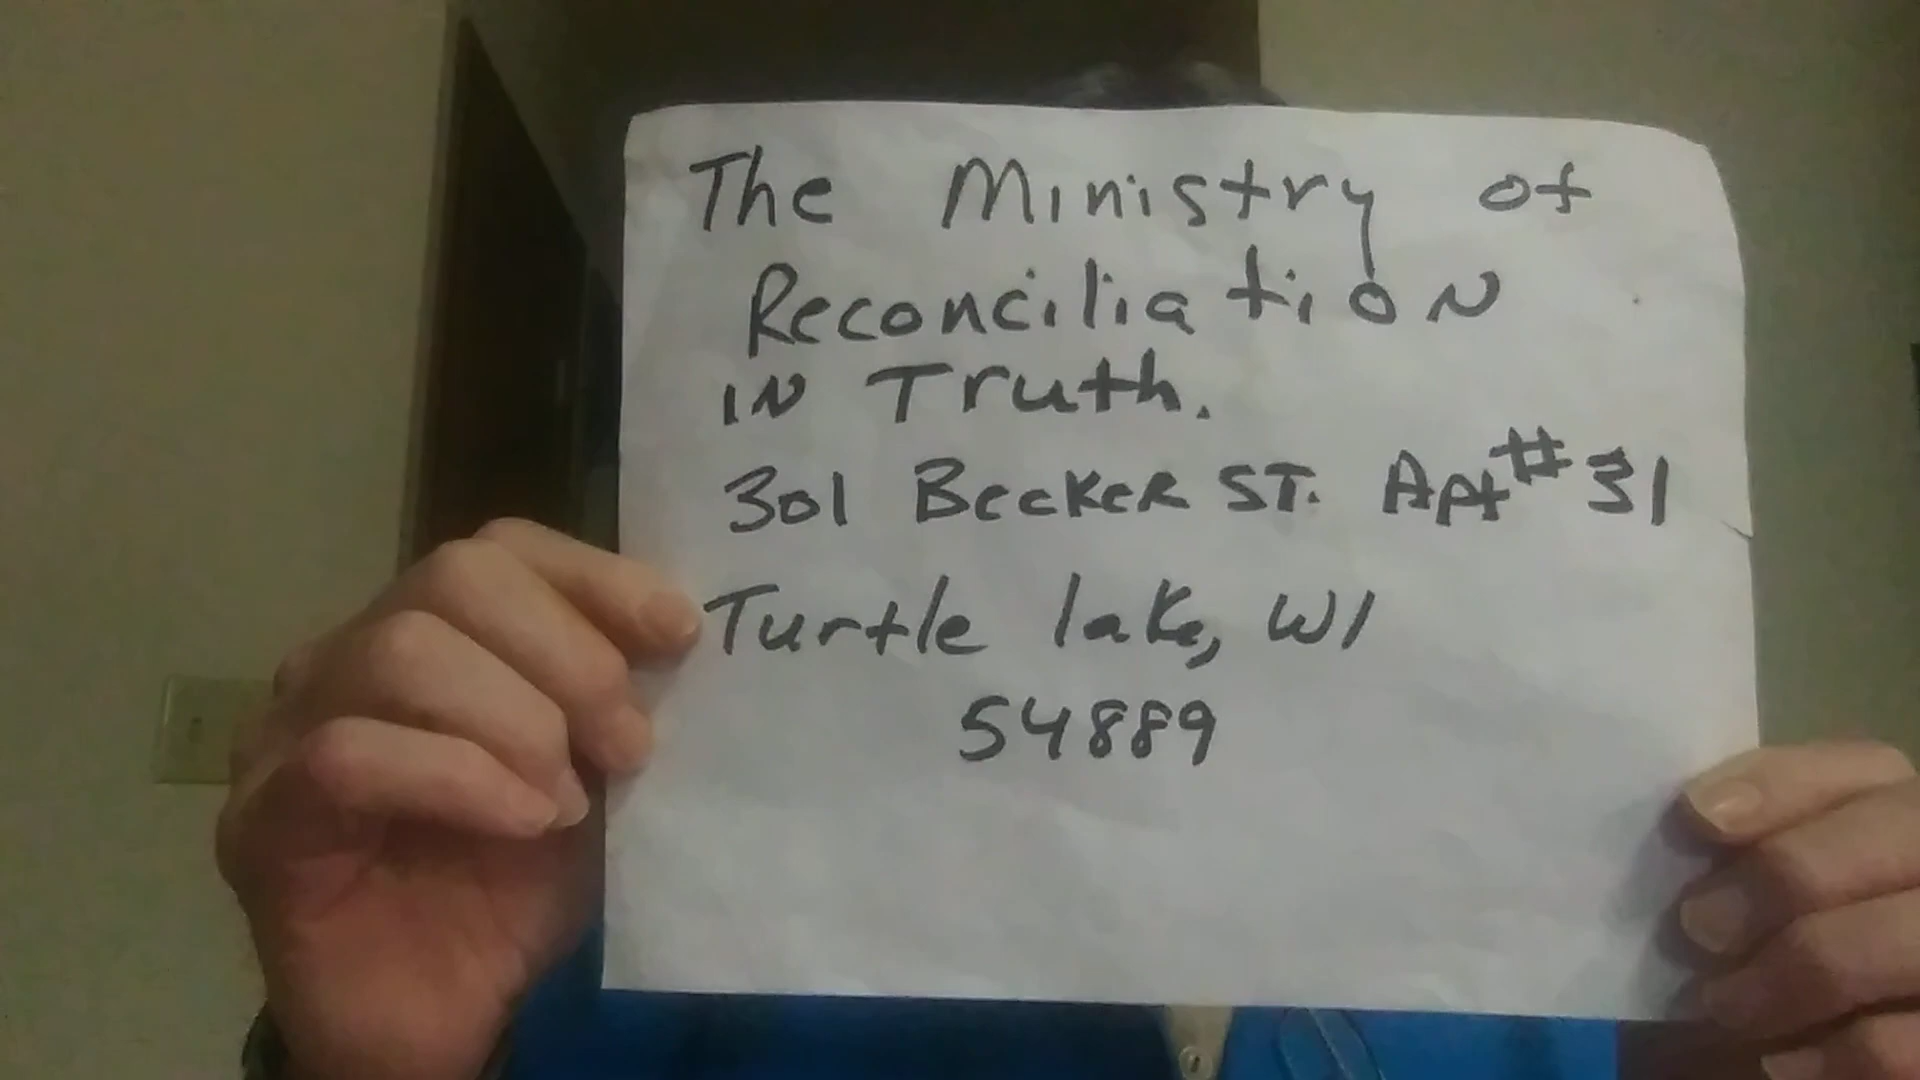 The Ministry of
Reconciliation
in Truth.
301 Becker ST. Apt # 31
Turtle lake, WI
54889